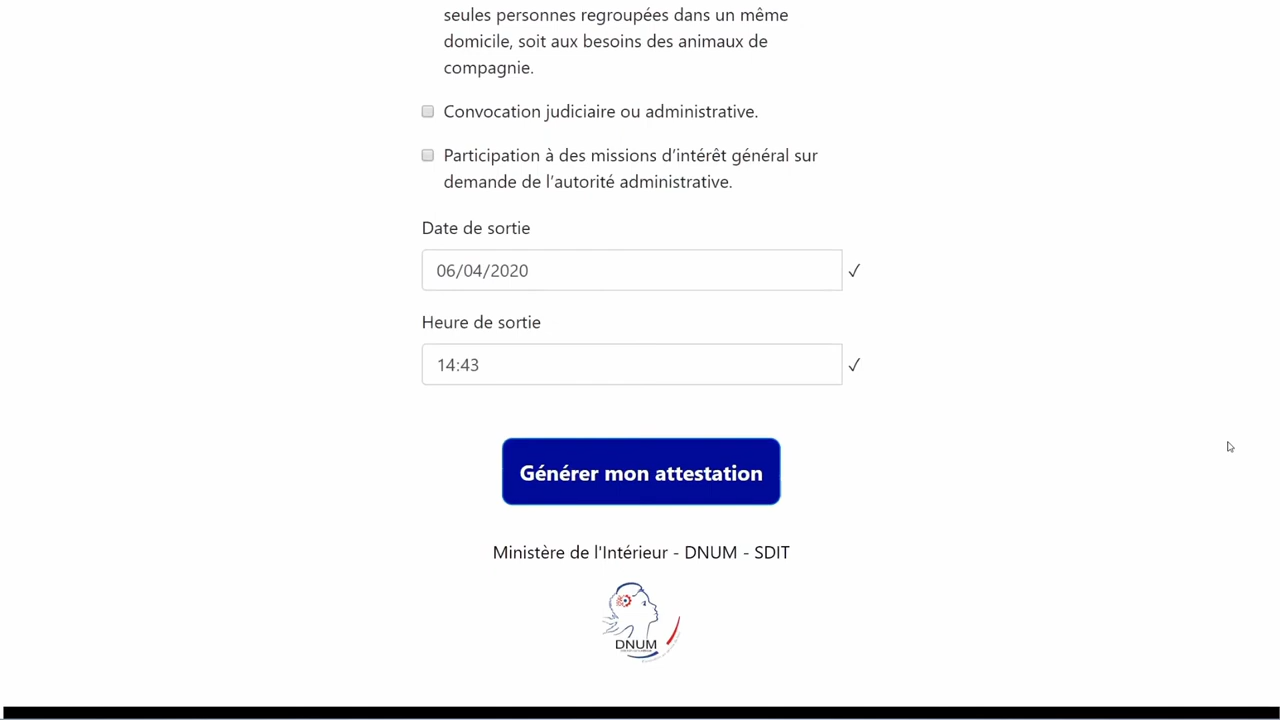 seules personnes regroupées dans un même
domicile, soit aux besoins des animaux de
compagnie.
Convocation judiciaire ou administrative.
Participation à des missions d’intérêt général sur
demande de l’autorité administrative.
Date de sortie
06/04/2020
Heure de sortie
14:43
Générer mon attestation
Ministère de l'Intérieur - DNUM - SDIT
DNUM